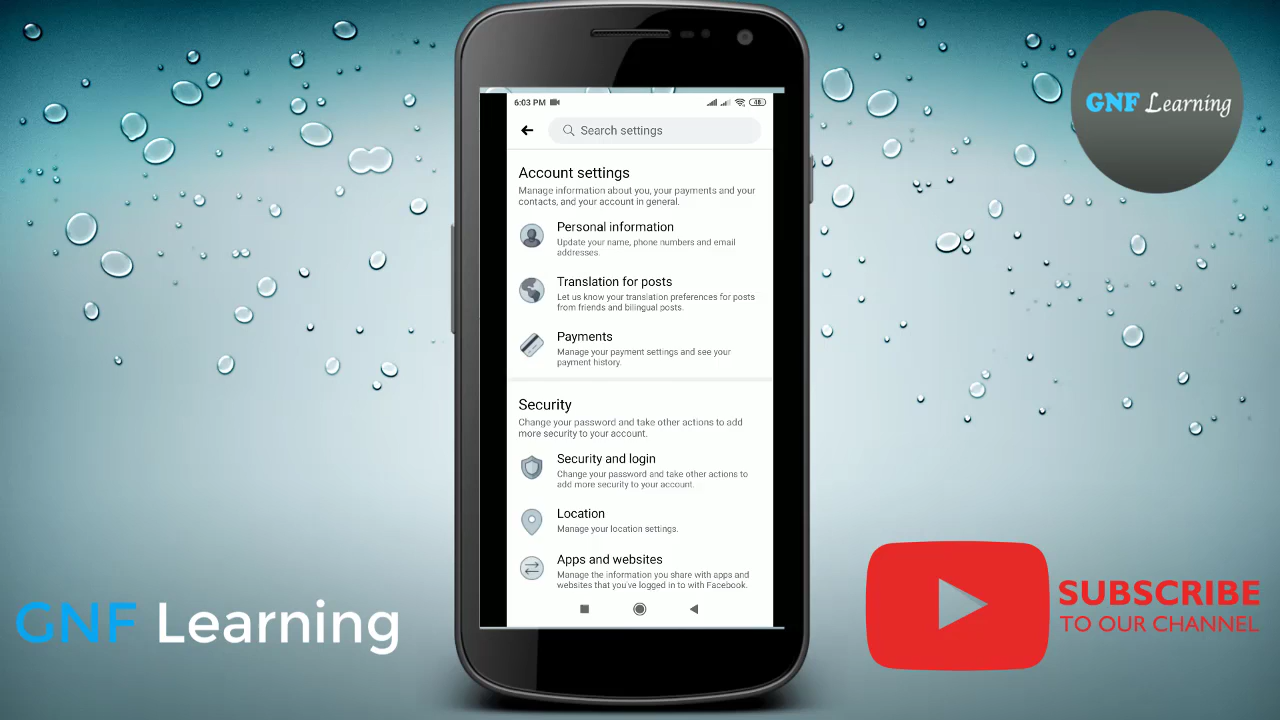 6:03 PM
48
Search settings
Account settings
Manage information about you, your payments and your
contacts, and your account in general.
Personal information
Update your name, phone numbers and email
addresses.
Translation for posts
Let us know your translation preferences for posts
from friends and bilingual posts.
Payments
Manage your payment settings and see your
payment history.
Security
Change your password and take other actions to add
more security to your account.
Security and login
Change your password and take other actions to
add more security to your account.
Location
Manage your location settings.
Apps and websites
Manage the information you share with apps and
websites that you've logged in to with Facebook.
GNF Learning
GNF Learning
SUBSCRIBE
TO OUR CHANNEL